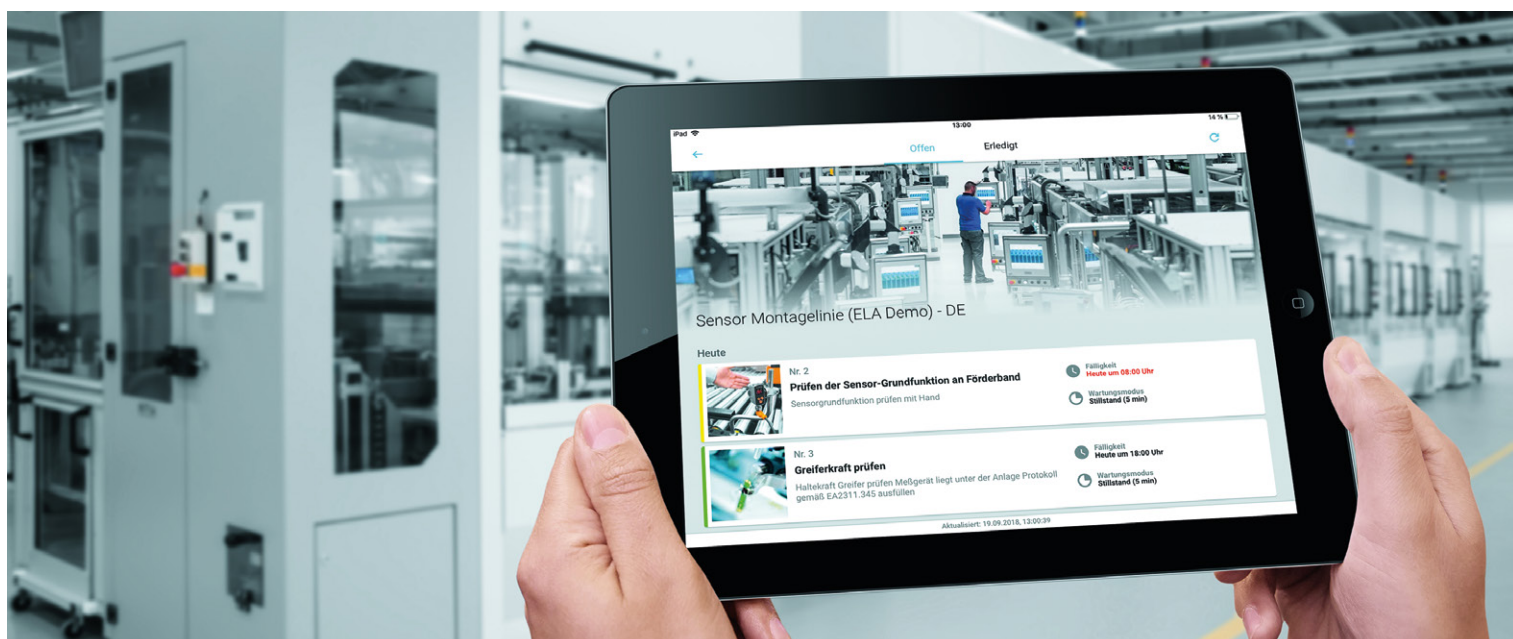 iPad 13:00 14 %
Offen Erledigt
Sensor Montagelinie (ELA Demo) - DE
Heute
Nr. 2
Prüfen der Sensor-Grundfunktion an Förderband
Sensorgrundfunktion prüfen mit Hand
Fälligkeit
Heute um 08:00 Uhr
Wartungsmodus
Stillstand (5 min)
Nr. 3
Greiferkraft prüfen
Haltekraft Greifer prüfen Meßgerät liegt unter der Anlage Protokoll
gemäß EA2311.345 ausfüllen
Fälligkeit
Heute um 18:00 Uhr
Wartungsmodus
Stillstand (5 min)
Aktualisiert: 19.09.2018, 13:00:39